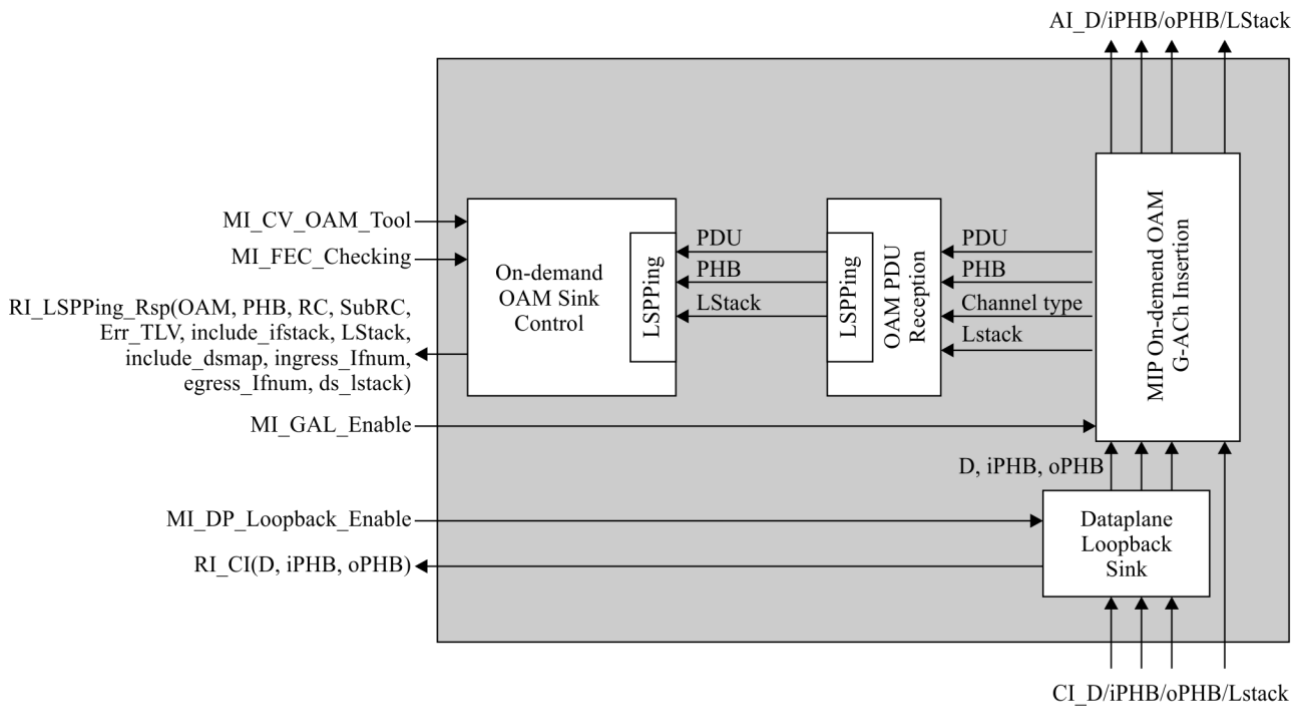 AI_D/iPHB/oPHB/LStack
MI_CV_OAM_Tool
MI_FEC_Checking
RI_LSPPing_Rsp(OAM, PHB, RC, SubRC,
Err_TLV, include_ifstack, LStack,
include_dsmap, ingress_Ifnum,
egress_Ifnum, ds_lstack)
MI_GAL_Enable
MI_DP_Loopback_Enable
RI_CI(D, iPHB, oPHB)
On-demand
OAM Sink
Control
LSPPing
PDU
PHB
LStack
LSPPing
OAM PDU
Reception
PDU
PHB
Channel type
Lstack
MIP On-demend OAM
G-ACh Insertion
D, iPHB, oPHB
Dataplane
Loopback
Sink
CI_D/iPHB/oPHB/Lstack